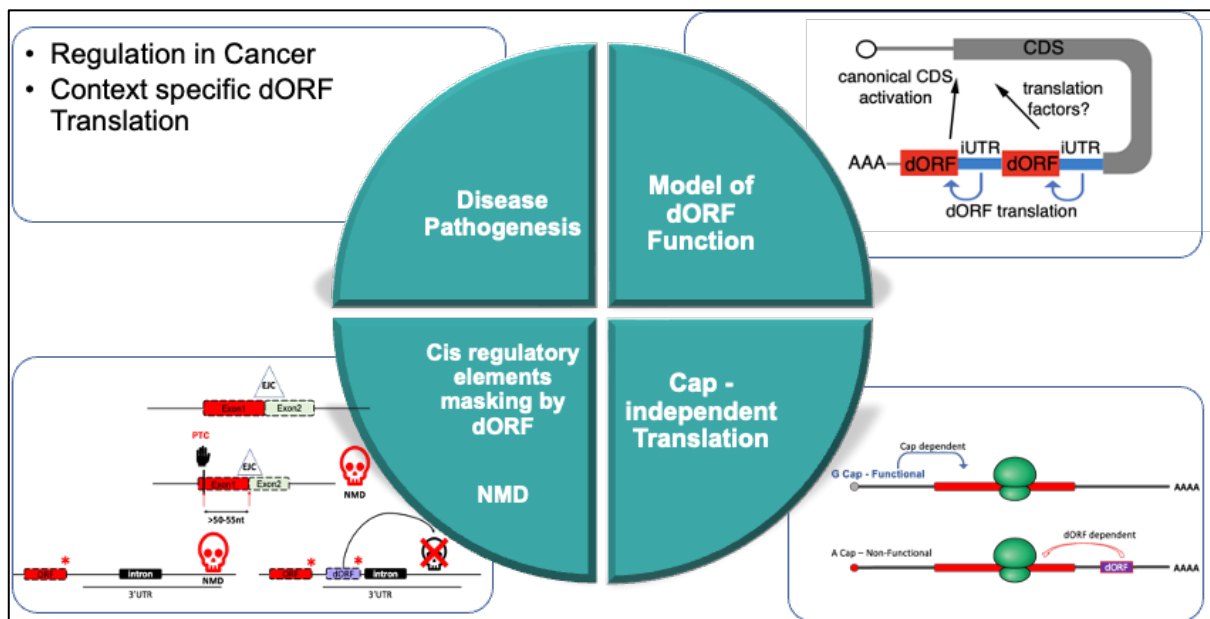 • Regulation in Cancer
• Context specific dORF
Translation
Disease
Pathogenesis
Model of
dORF
Function
CDS
canonical CDS
activation
translation
factors?
iUTR
iUTR
AAA
dORF
dORF
dORF translation
Cis regulatory
elements
masking by
dORF
NMD
EJC
Exon1
Exon2
PTC
EJC
Exon1
Exon2
NMD
>50-55nt
ORF
*
intron
NMD
3'UTR
ORF
*
dORF
*
intron
3'UTR
Cap -
independent
Translation
Cap dependent
G Cap - Functional
AAAA
dORF dependent
A Cap – Non-Functional
dORF
AAAA